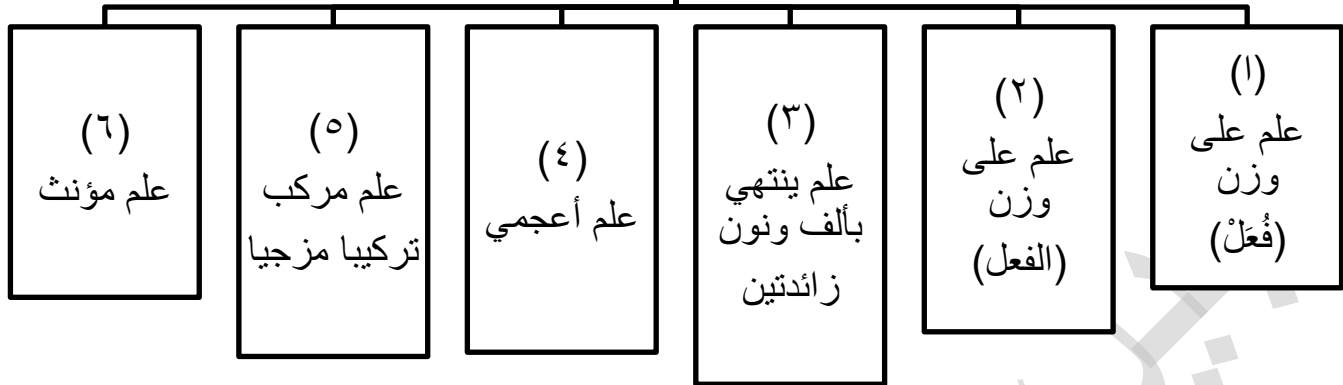 (١)
علم على
وزن
(فُعَلْ)
(٢)
علم على
وزن
(الفعل)
(٣)
علم ينتهي
بألف ونون
زائدتين
(٤)
علم أعجمي
(٥)
علم مركب
تركيبا مزجيا
(٦)
علم مؤنث